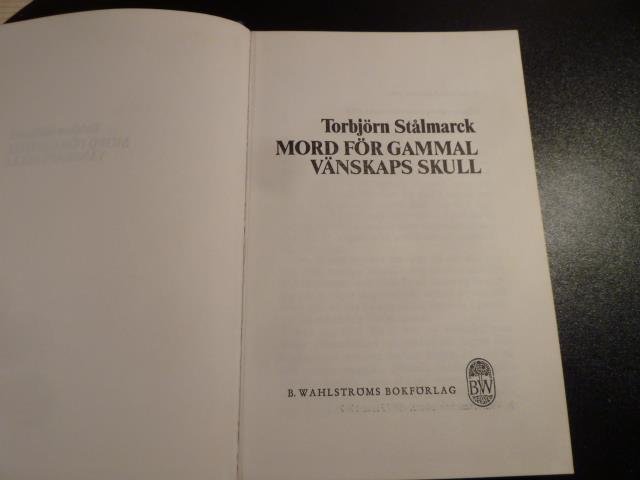 Torbjörn Stålmarck
MORD FÖR GAMMAL
VÄNSKAPS SKULL
B. WAHLSTRÖMS BOKFÖRLAG
BW